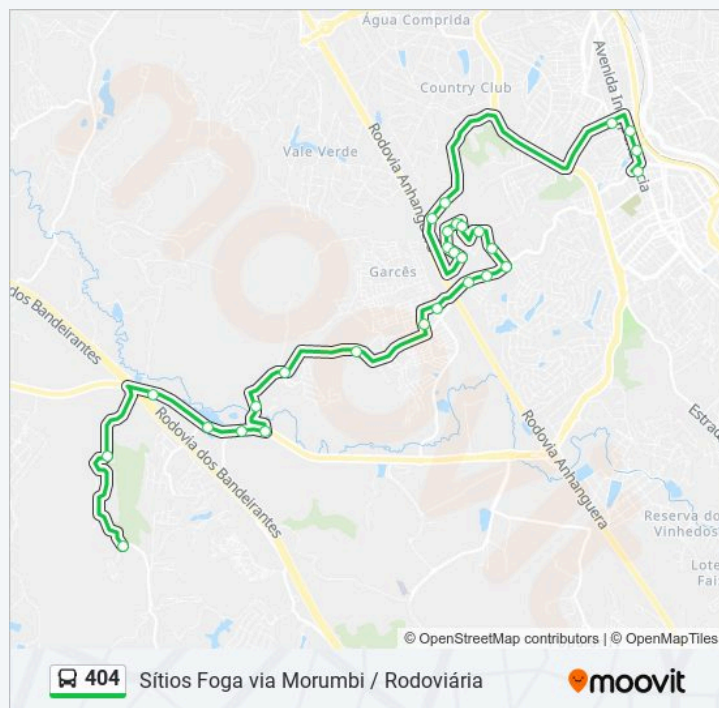 Água Comprida
Avenida In
cia
Country Club
Rodovia Anhang
Vale Verde
Garcês
dos Bandeirantes
Rodovia dos Bandeirantes
Rodovia Anhanguera
Estrad
Reserva do
Vinhedos
Lote
Fai
© OpenStreetMap contributors | © OpenMapTiles
404 Sítios Foga via Morumbi / Rodoviária moovit